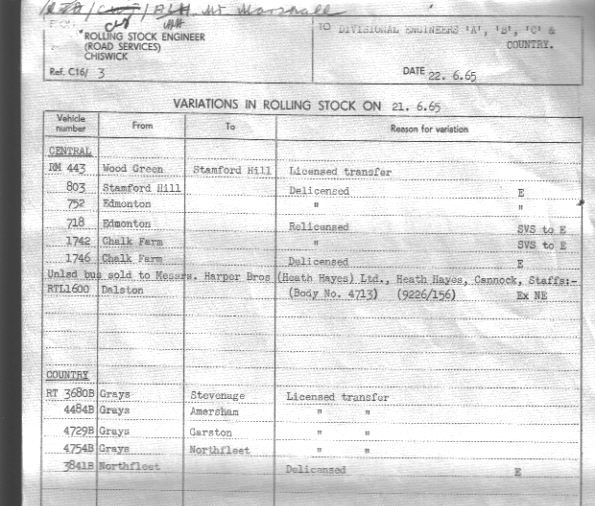 Mr Marshall
ROLLING STOCK ENGINEER
(ROAD SERVICES)
CHISWICK
TO DIVISIONAL ENGINEERS 'A', 'B', 'C' &
COUNTRY.
Ref. C16/ 3
DATE 22. 6.65
VARIATIONS IN ROLLING STOCK ON 21. 6.65
Vehicle number From To Reason for variation
CENTRAL
RM 443 Wood Green Stamford Hill Licensed transfer
803 Stamford Hill Delicensed E
752 Edmonton " "
718 Edmonton Relicensed SVS to E
1742 Chalk Farm " SVS to E
1746 Chalk Farm Delicensed E
Unlsd bus sold to Messrs. Harper Bros (Heath Hayes) Ltd., Heath Hayes, Cannock, Staffs:-
RTL1600 Dalston (Body No. 4713) (9226/156) Ex NE
COUNTRY
RT 3680B Grays Stevenage Licensed transfer
4484B Grays Amersham " "
4729B Grays Garston " "
4754B Grays Northfleet " "
3841B Northfleet Delicensed E